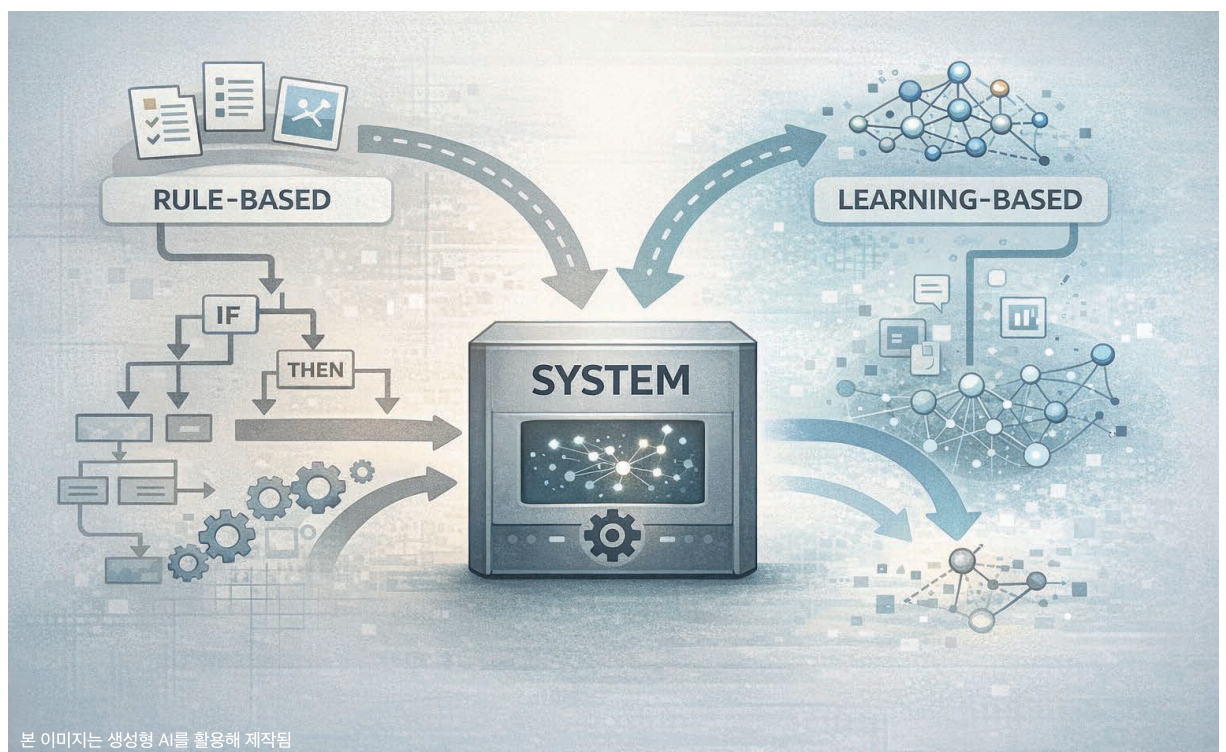 RULE-BASED
LEARNING-BASED
IF
THEN
SYSTEM
본 이미지는 생성형 AI를 활용해 제작됨